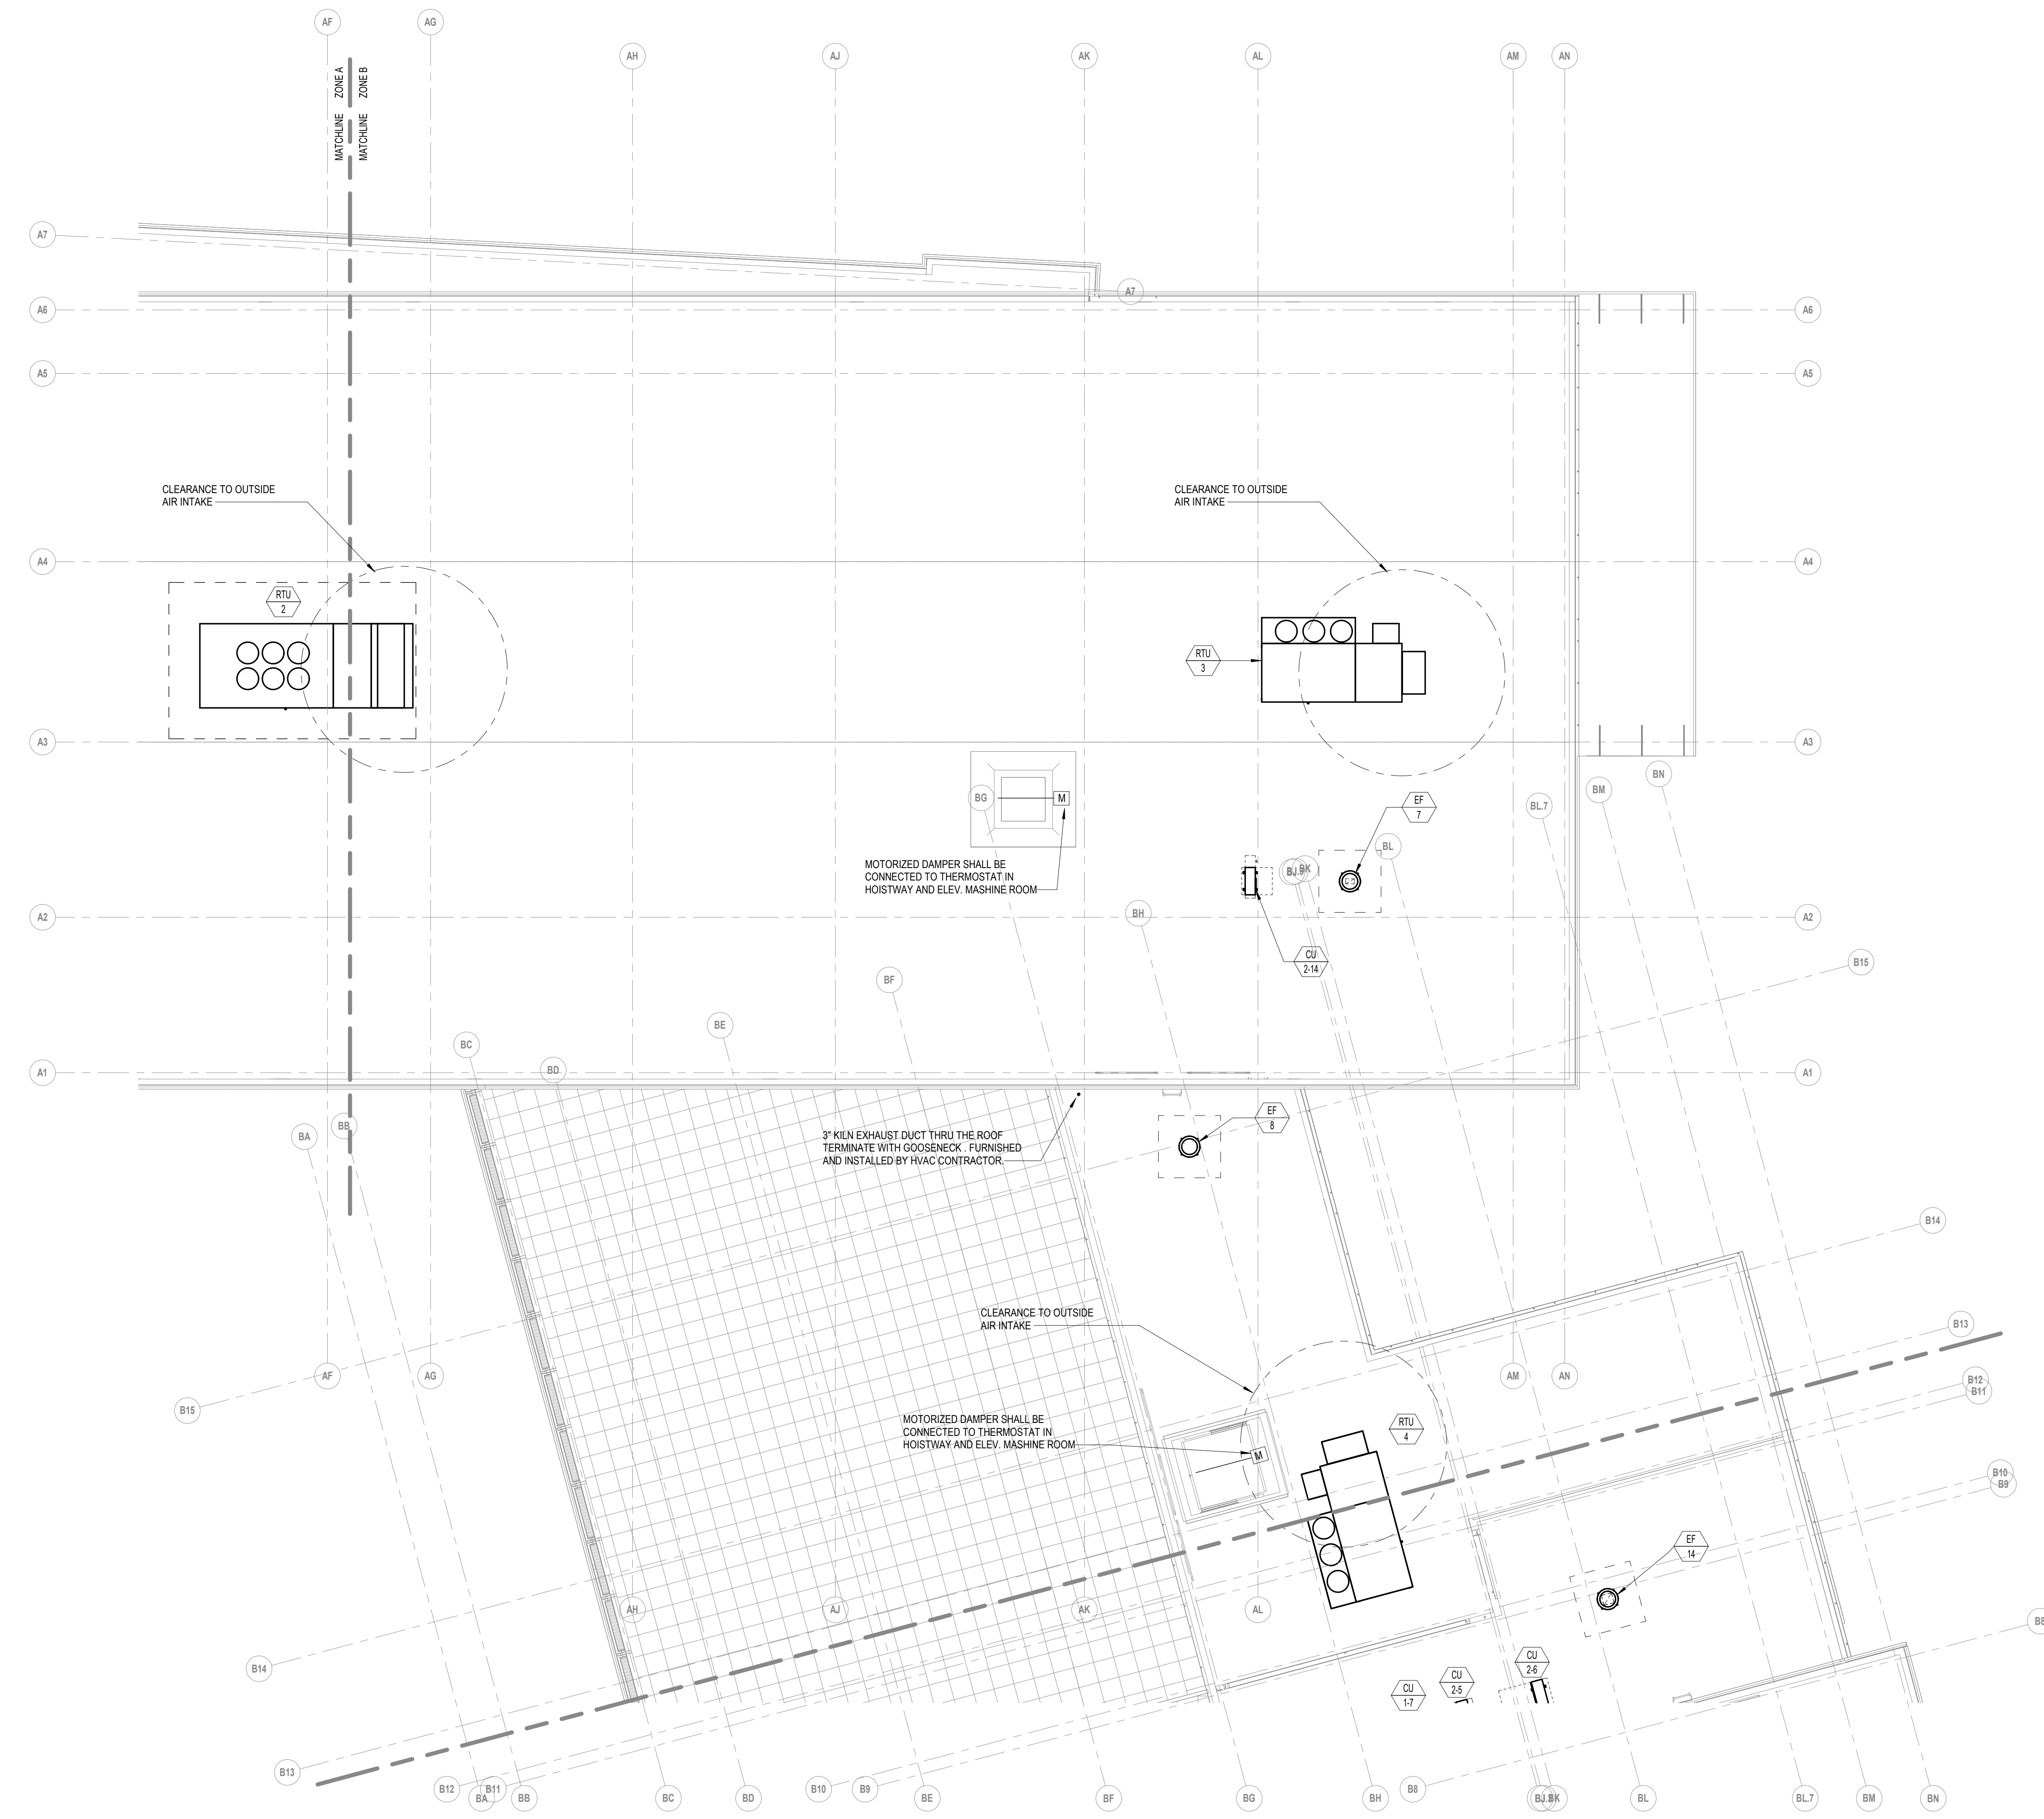 AF
AG
AH
AJ
AK
AL
AM
AN
MATCHLINE ZONE A
MATCHLINE ZONE B
A7
A7
A6
A6
A5
A5
CLEARANCE TO OUTSIDE
AIR INTAKE
CLEARANCE TO OUTSIDE
AIR INTAKE
A4
A4
RTU
2
RTU
3
A3
A3
BG
M
BL.7
BM
BN
EF
7
MOTORIZED DAMPER SHALL BE
CONNECTED TO THERMOSTAT IN
HOISTWAY AND ELEV. MASHINE ROOM
BK
BL
A2
BH
A2
CU
2-14
B15
BF
BE
BC
BD
A1
A1
BA
BB
EF
8
3" KILN EXHAUST DUCT THRU THE ROOF
TERMINATE WITH GOOSENECK . FURNISHED
AND INSTALLED BY HVAC CONTRACTOR.
B14
CLEARANCE TO OUTSIDE
AIR INTAKE
B13
AF
AG
AM
AN
B12
B11
B15
MOTORIZED DAMPER SHALL BE
CONNECTED TO THERMOSTAT IN
HOISTWAY AND ELEV. MASHINE ROOM
M
RTU
4
B10
B9
EF
14
AH
AJ
AK
AL
B8
B14
CU
1-7
CU
2-5
CU
2-6
B13
B12
B11
B10
B9
B8
BA
BB
BC
BD
BE
BF
BG
BH
BK
BL
BL.7
BM
BN